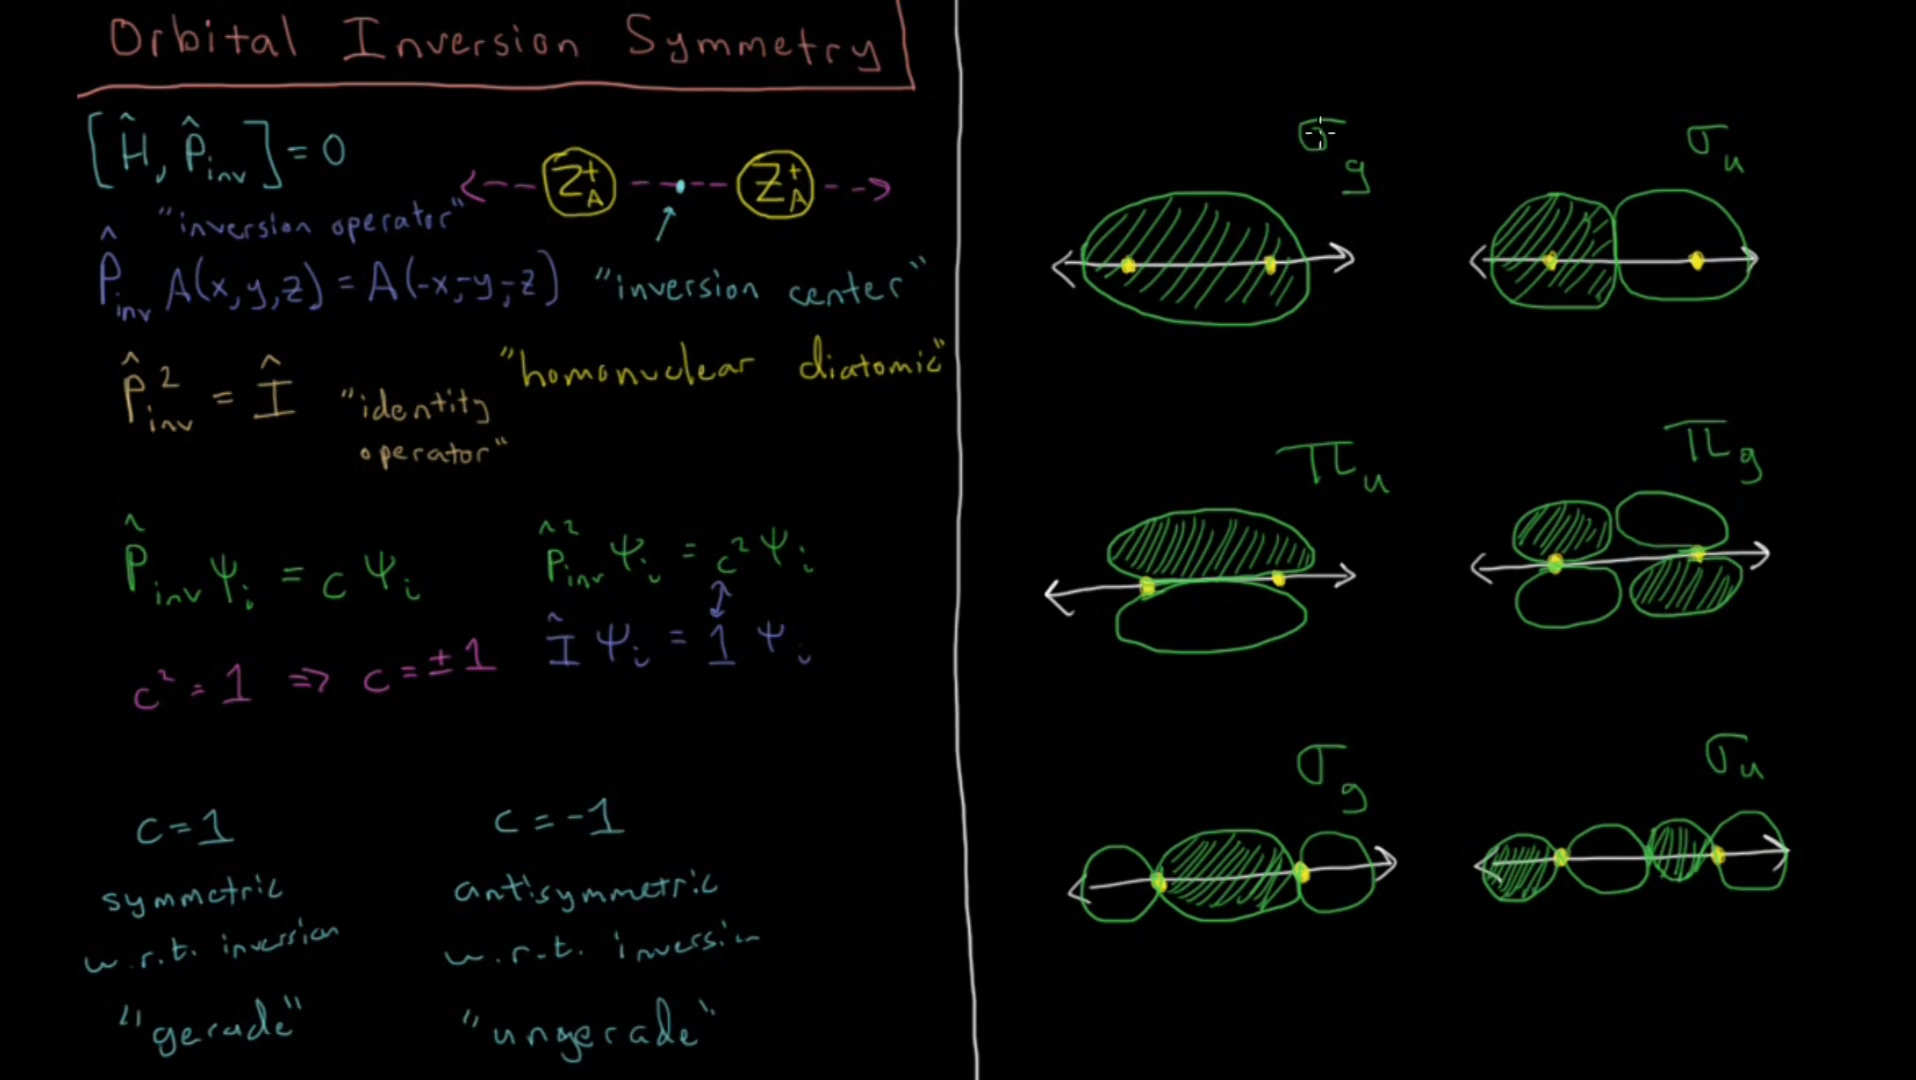 Orbital Inversion Symmetry
[Ĥ, P̂inv] = 0
Z_A^+ Z_A^+
"inversion operator"
P̂inv A(x,y,z) = A(-x,-y,-z)
"inversion center"
"homonuclear diatomic"
P̂²inv = Î "identity
operator"
P̂inv Ψi = c Ψi
P̂²inv Ψi = c² Ψi
Î Ψi = 1 Ψi
c² = 1 ⇒ c = ±1
c = 1
symmetric
w.r.t. inversion
"gerade"
c = -1
antisymmetric
w.r.t. inversion
"ungerade"
σg
σu
πu
πg
σg
σu